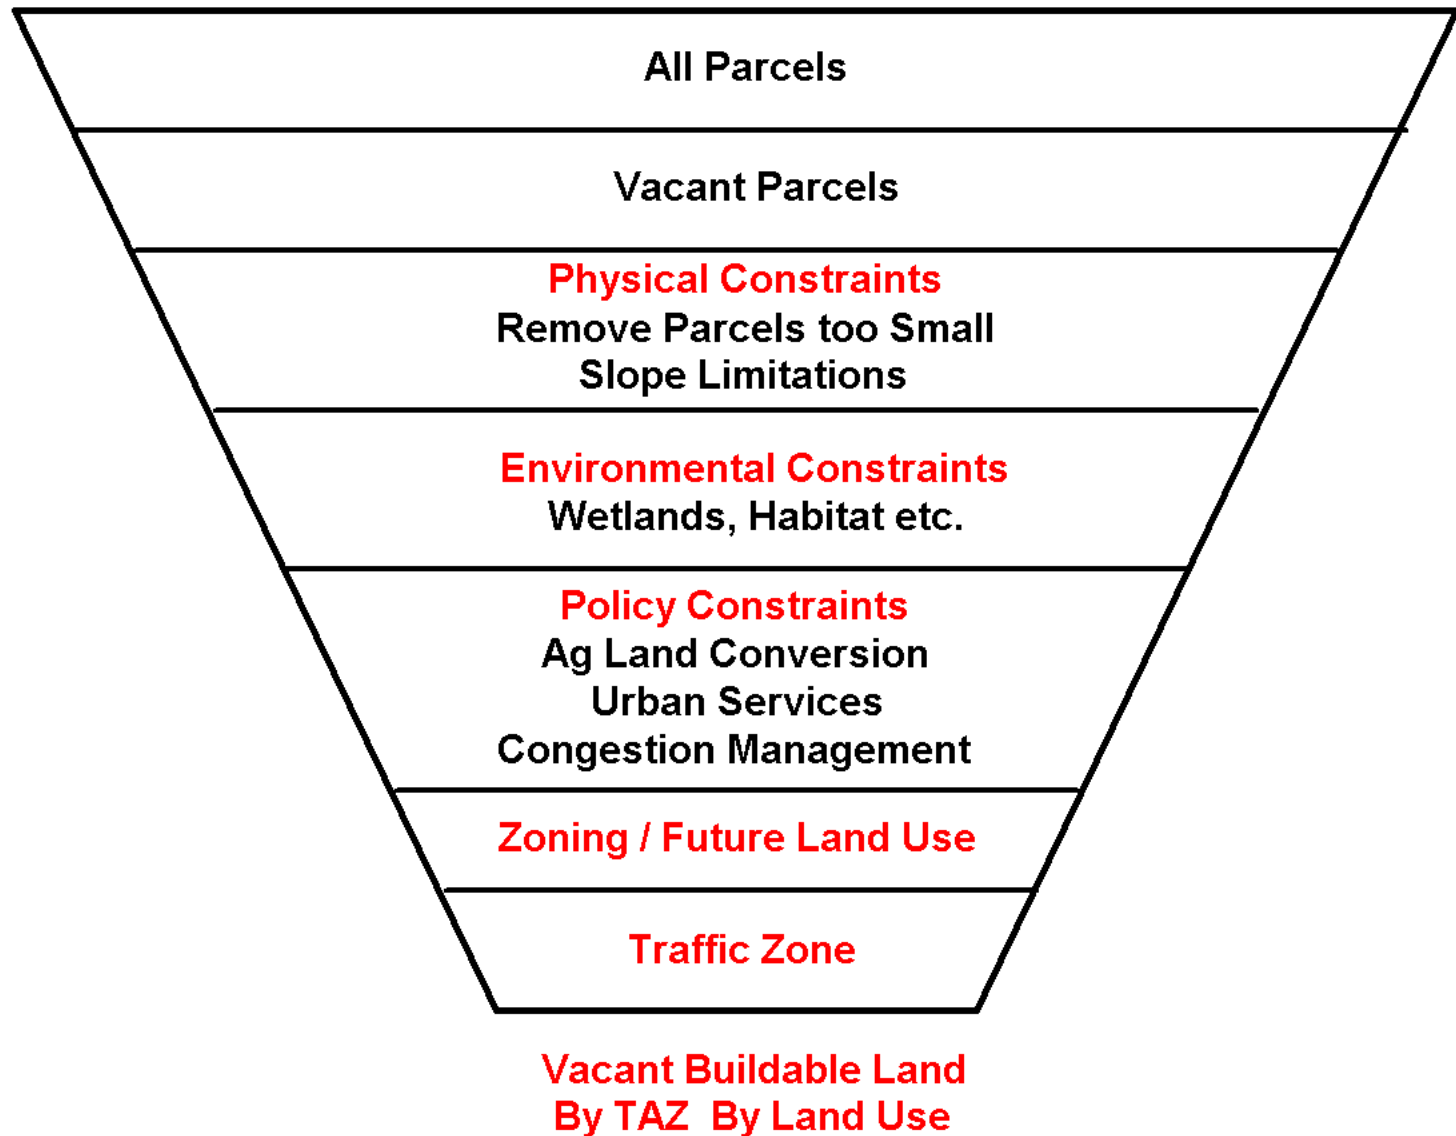 All Parcels
Vacant Parcels
Physical Constraints
Remove Parcels too Small
Slope Limitations
Environmental Constraints
Wetlands, Habitat etc.
Policy Constraints
Ag Land Conversion
Urban Services
Congestion Management
Zoning / Future Land Use
Traffic Zone
Vacant Buildable Land
By TAZ  By Land Use